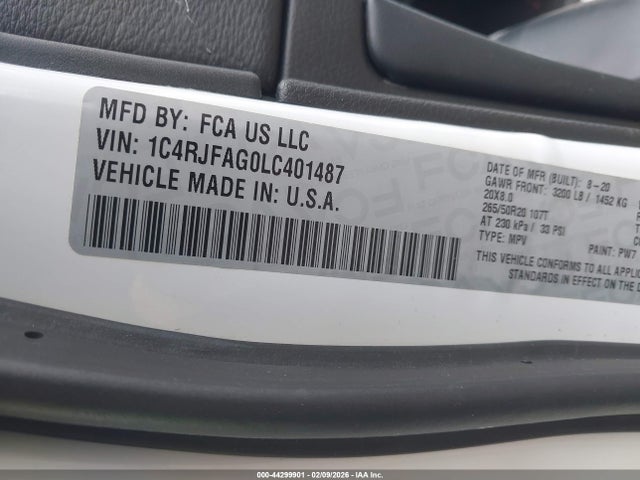 MFD BY: FCA US LLC
VIN: 1C4RJFAG0LC401487
VEHICLE MADE IN: U.S.A.
DATE OF MFR (BUILT): 8-20
GAWR FRONT: 3200 LB / 1452 KG
20X8.0
265/50R20 107T
AT 230 kPa / 33 PSI
TYPE: MPV PAINT: PW7
THIS VEHICLE CONFORMS TO ALL
STANDARDS IN EFFECT ON THE
000-44299901 - 02/09/2026 - IAA Inc.